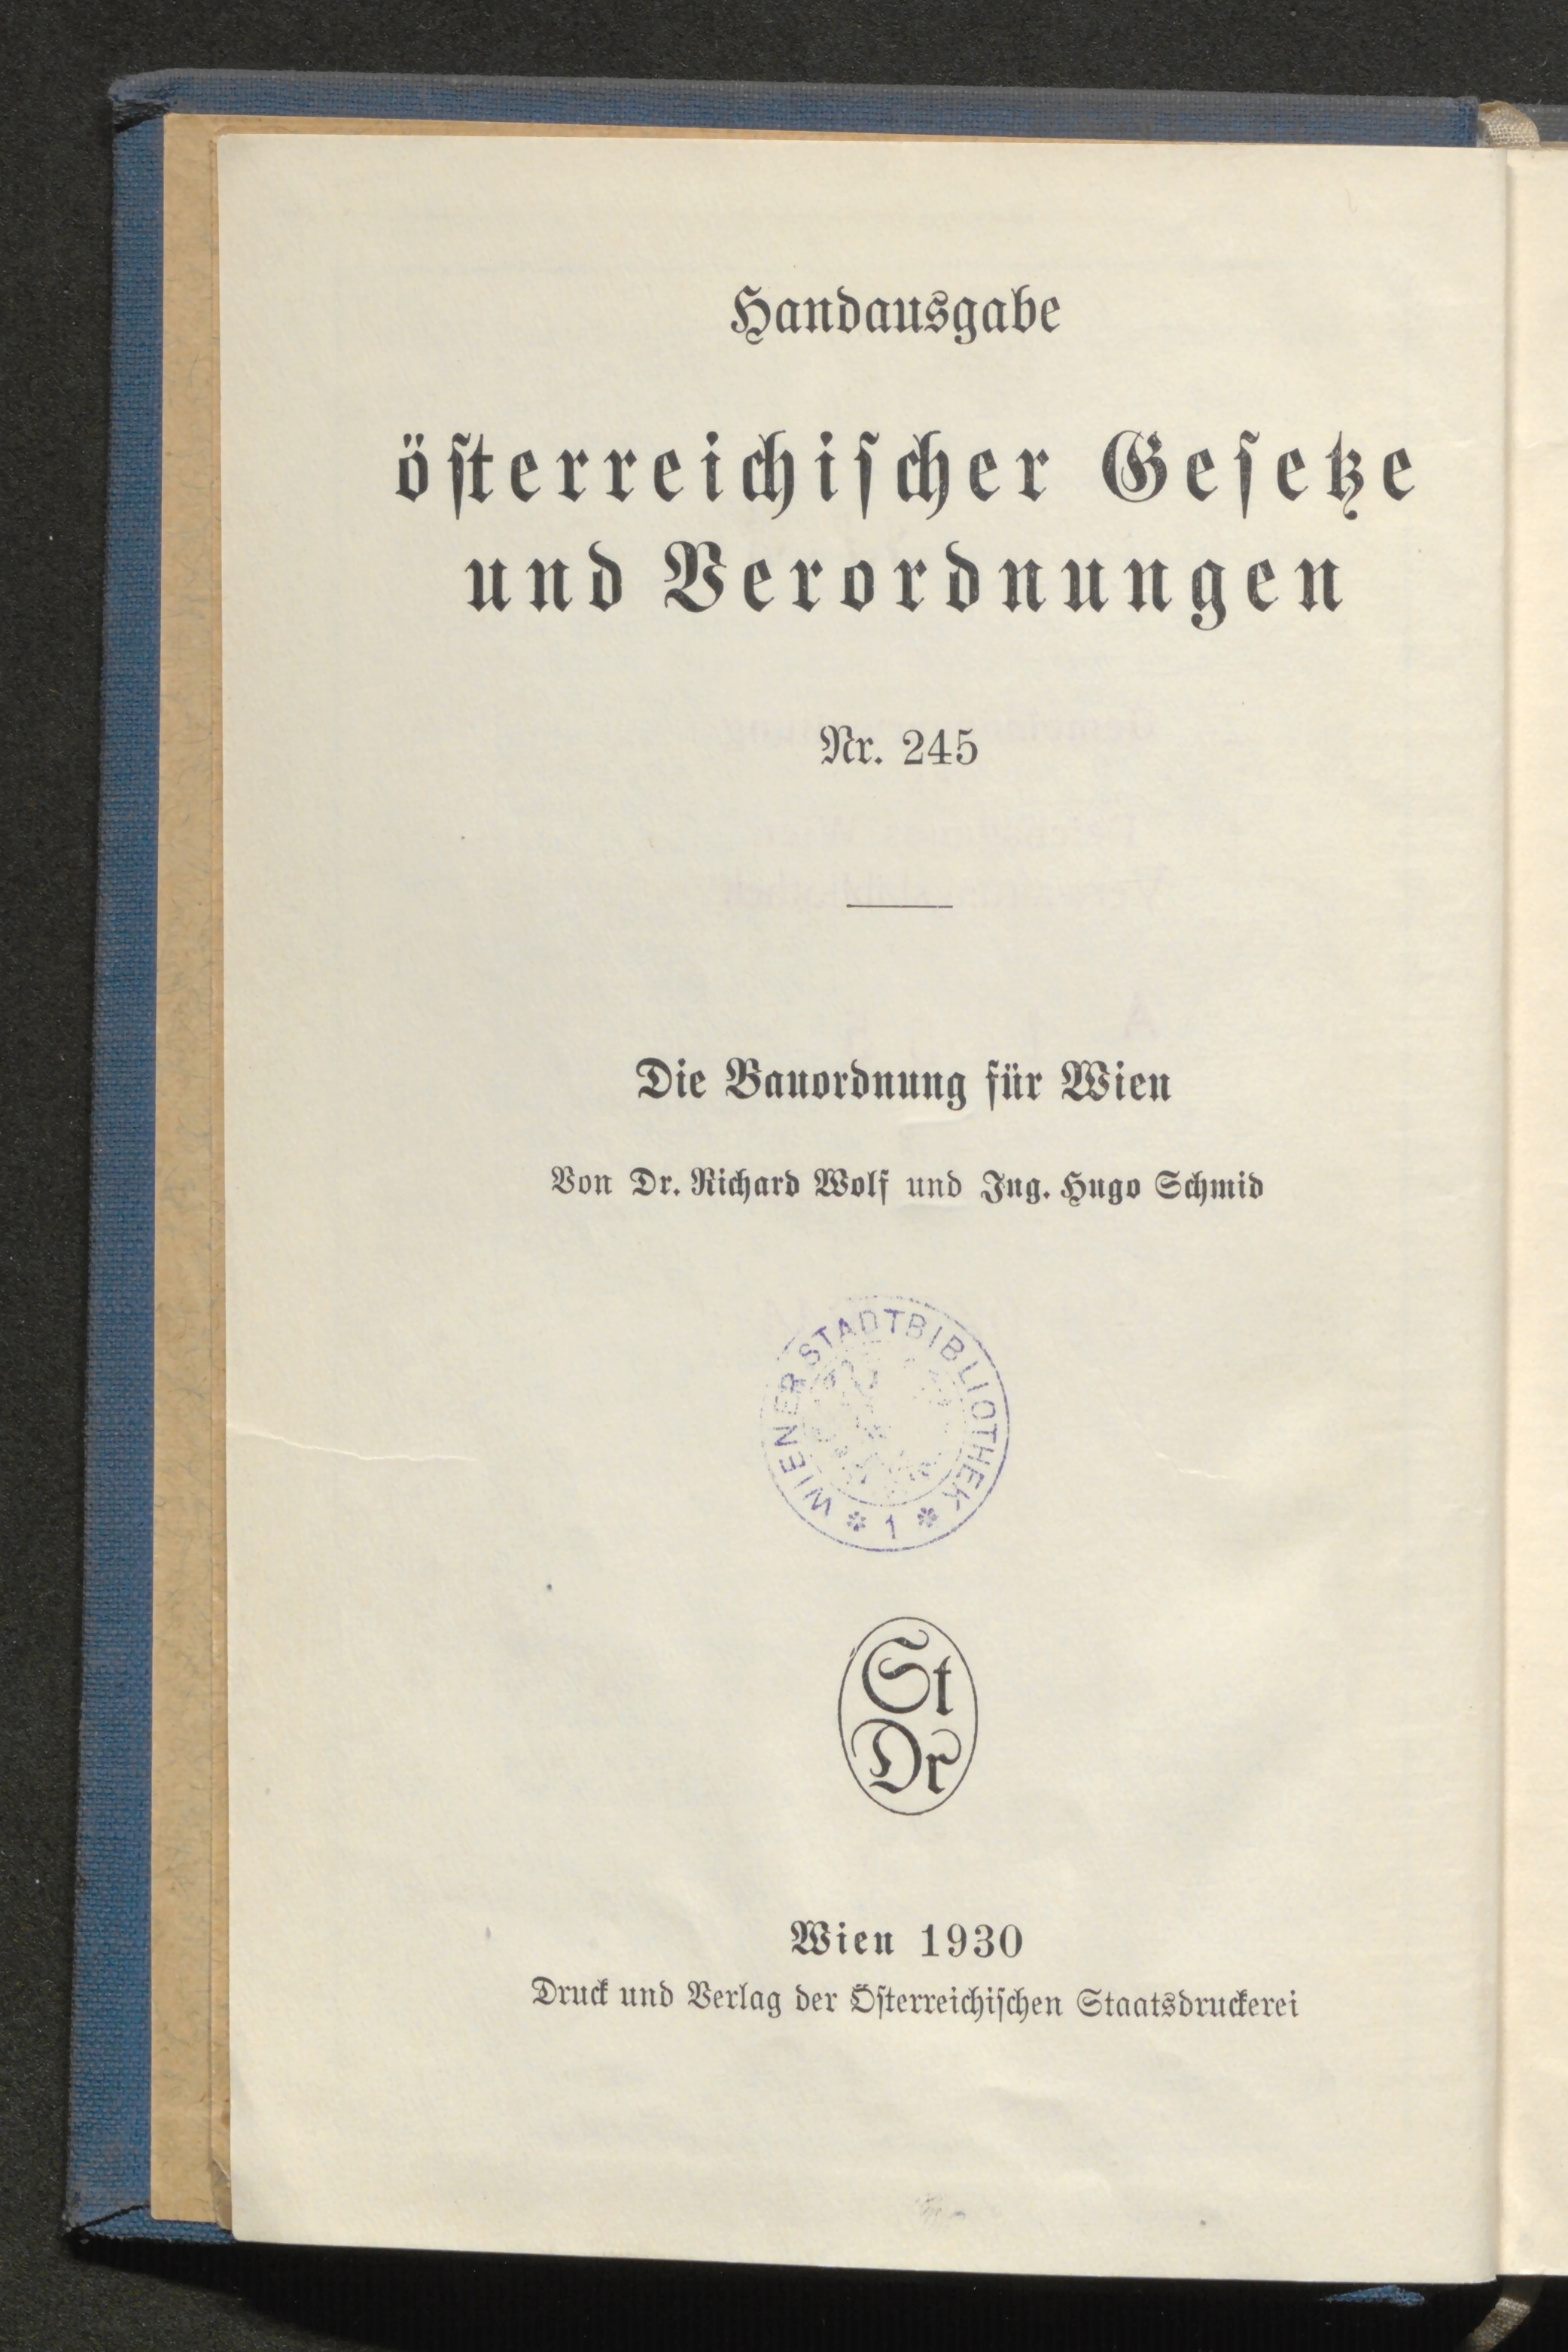 Handausgabe
öſterreichiſcher Geſetze
und Verordnungen
Nr. 245
Die Bauordnung für Wien
Von Dr. Richard Wolf und Ing. Hugo Schmid
WIENER STADTBIBLIOTHEK * 1 *
St
Dr
Wien 1930
Druck und Verlag der Öſterreichiſchen Staatsdruckerei